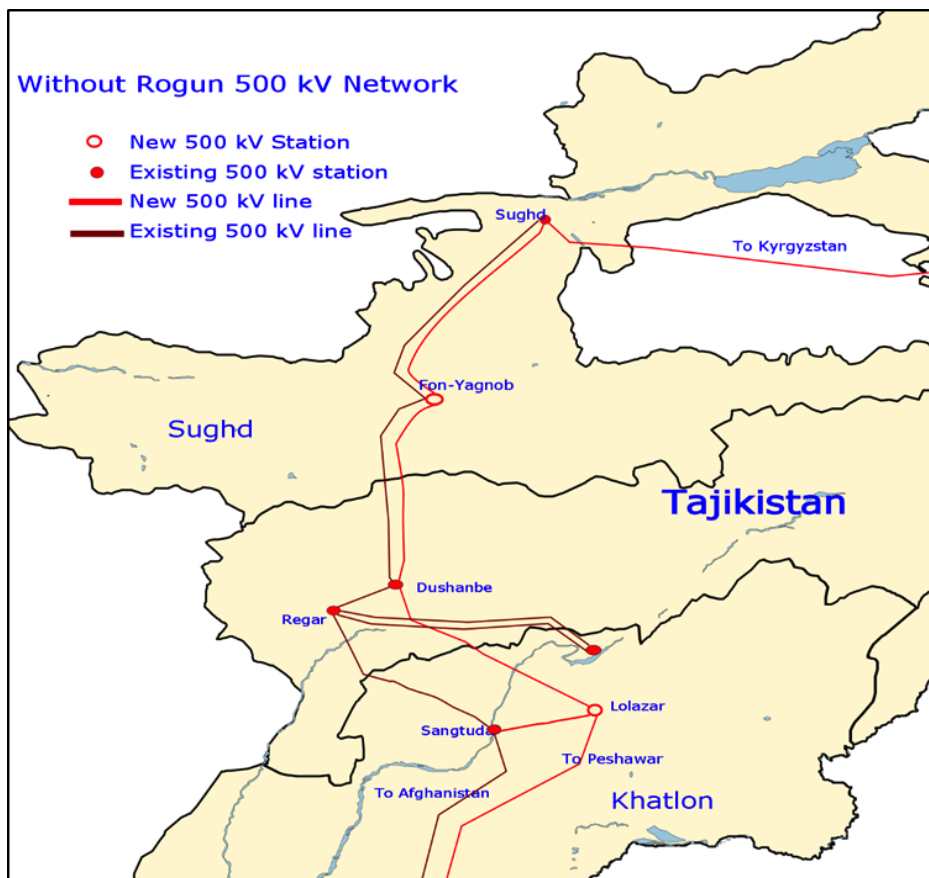 Without Rogun 500 kV Network
New 500 kV Station
Existing 500 kV station
New 500 kV line
Existing 500 kV line
Sughd
To Kyrgyzstan
Fon-Yagnob
Sughd
Tajikistan
Dushanbe
Regar
Lolazar
Sangtuda
To Peshawar
To Afghanistan
Khatlon